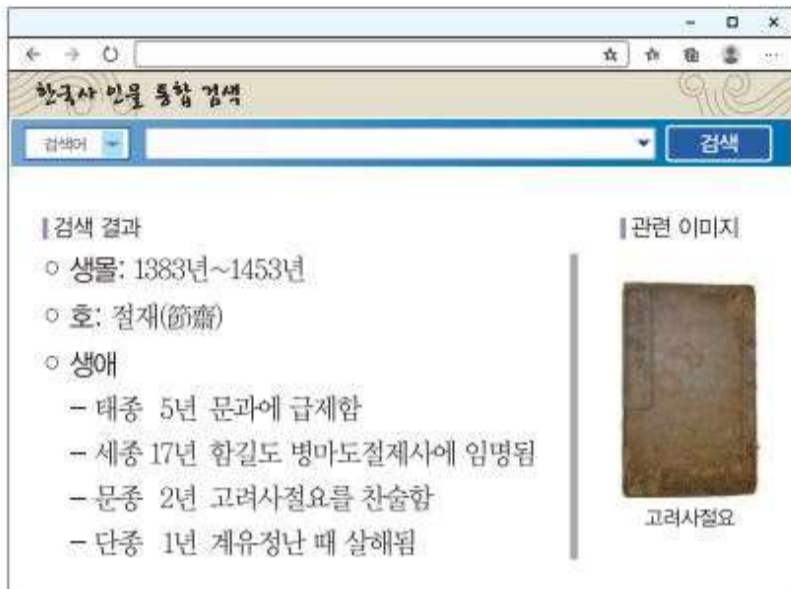 한국사 인물 통합 검색
검색어
검색
검색 결과
○ 생몰: 1383년~1453년
○ 호: 절재(節齋)
○ 생애
– 태종 5년 문과에 급제함
– 세종 17년 함길도 병마도절제사에 임명됨
– 문종 2년 고려사절요를 찬술함
– 단종 1년 계유정난 때 살해됨
관련 이미지
고려사절요